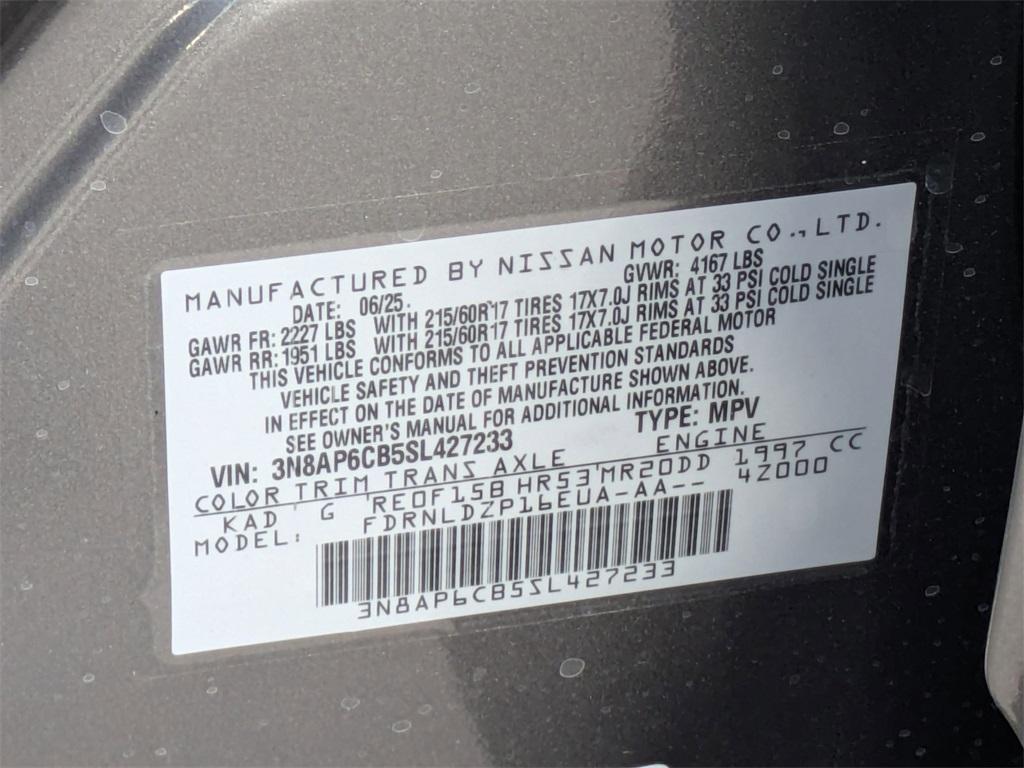 MANUFACTURED BY NISSAN MOTOR CO.,LTD.
DATE: 06/25. GVWR: 4167 LBS
GAWR FR: 2227 LBS WITH 215/60R17 TIRES 17X7.0J RIMS AT 33 PSI COLD SINGLE
GAWR RR: 1951 LBS WITH 215/60R17 TIRES 17X7.0J RIMS AT 33 PSI COLD SINGLE
THIS VEHICLE CONFORMS TO ALL APPLICABLE FEDERAL MOTOR
VEHICLE SAFETY AND THEFT PREVENTION STANDARDS
IN EFFECT ON THE DATE OF MANUFACTURE SHOWN ABOVE.
SEE OWNER'S MANUAL FOR ADDITIONAL INFORMATION.
VIN: 3N8AP6CB5SL427233 TYPE: MPV
COLOR TRIM TRANS AXLE ENGINE
KAD ' G 'RE0F15B HR53'MR20DD 1997 CC
MODEL: FDRNLDZP16EUA-AA-- 4Z000
3N8AP6CB5SL427233